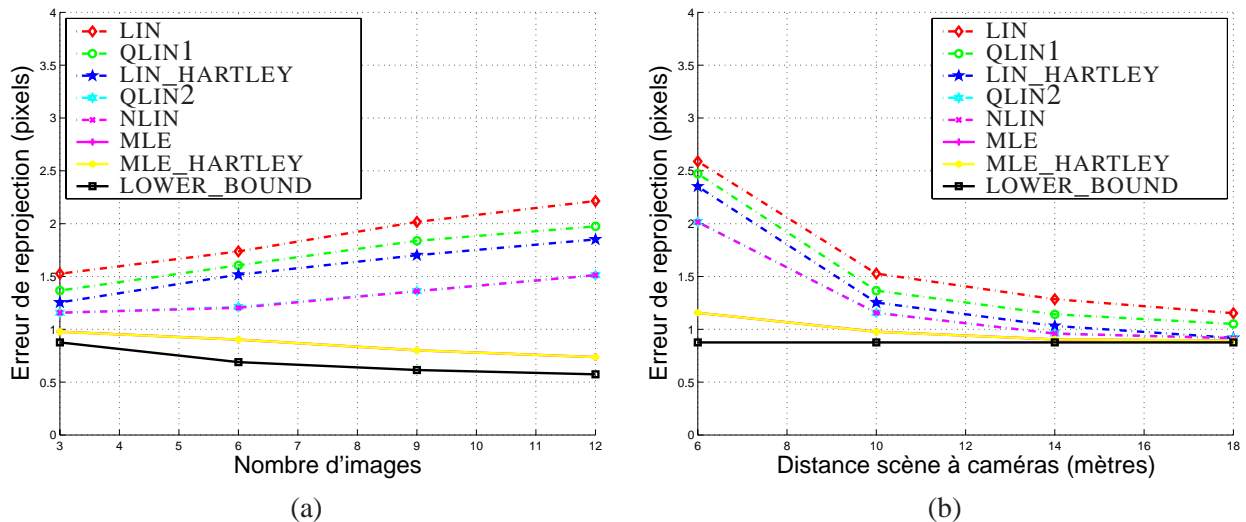 4
3.5
3
2.5
2
1.5
1
0.5
0
Erreur de reprojection (pixels)
LIN
QLIN1
LIN_HARTLEY
QLIN2
NLIN
MLE
MLE_HARTLEY
LOWER_BOUND
3 4 5 6 7 8 9 10 11 12
Nombre d'images
(a)
4
3.5
3
2.5
2
1.5
1
0.5
0
Erreur de reprojection (pixels)
LIN
QLIN1
LIN_HARTLEY
QLIN2
NLIN
MLE
MLE_HARTLEY
LOWER_BOUND
6 8 10 12 14 16 18
Distance scène à caméras (mètres)
(b)